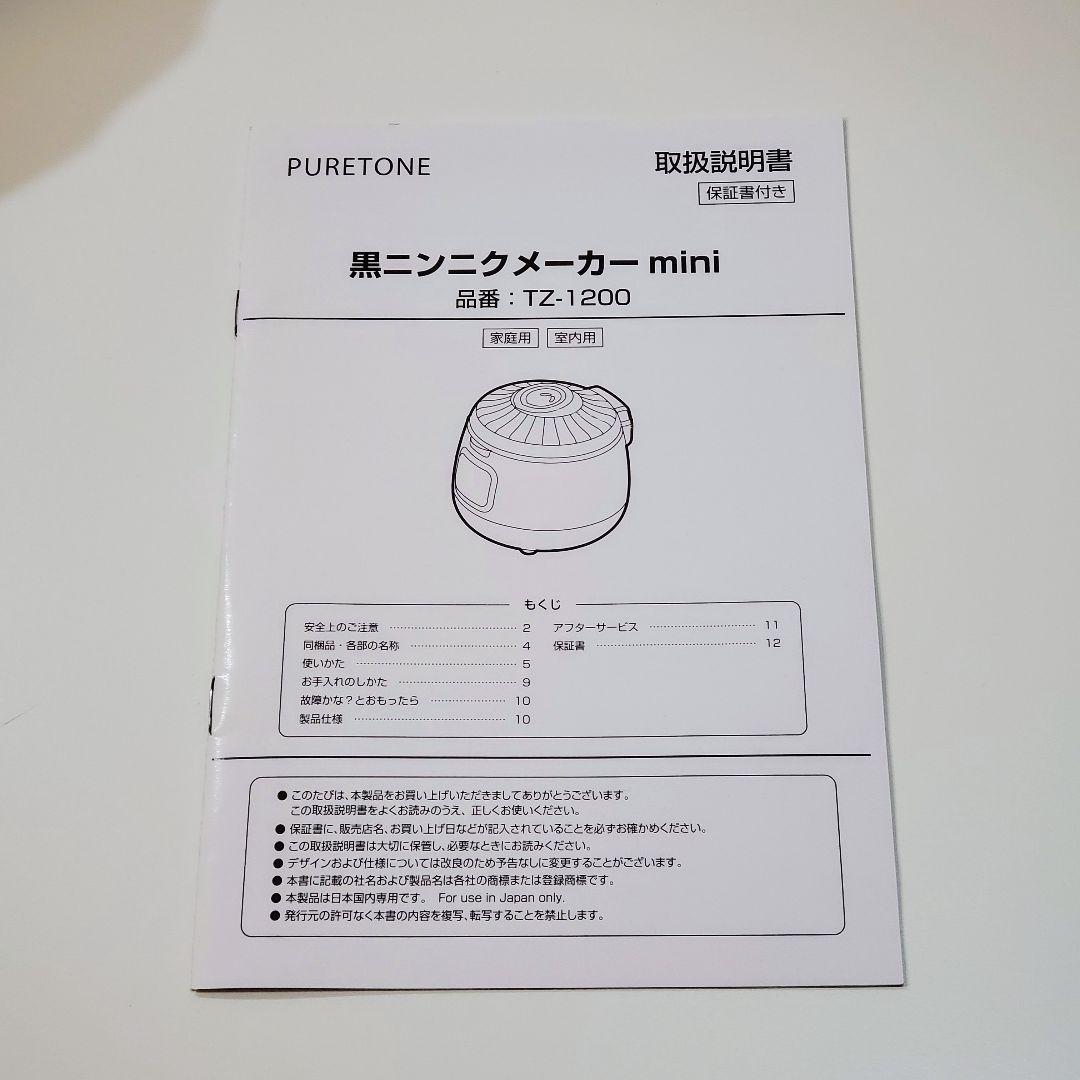 PURETONE
取扱説明書
保証書付き
黒ニンニクメーカー mini
品番：TZ-1200
家庭用 室内用
もくじ
安全上のご注意 ………… 2
同梱品・各部の名称 ………… 4
使いかた ………… 5
お手入れのしかた ………… 9
故障かな？とおもったら ………… 10
製品仕様 ………… 10
アフターサービス ………… 11
保証書 ………… 12
● このたびは、本製品をお買い上げいただきましてありがとうございます。
この取扱説明書をよくお読みのうえ、正しくお使いください。
● 保証書に、販売店名、お買い上げ日などが記入されていることを必ずお確かめください。
● この取扱説明書は大切に保管し、必要なときにお読みください。
● デザインおよび仕様については改良のため予告なしに変更することがございます。
● 本書に記載の社名および製品名は各社の商標または登録商標です。
● 本製品は日本国内専用です。 For use in Japan only.
● 発行元の許可なく本書の内容を複写、転写することを禁止します。